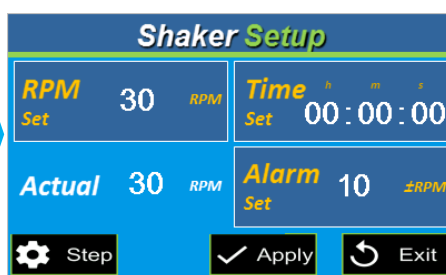 Shaker Setup
RPM Set 30 RPM
Time Set h m s 00:00:00
Actual 30 RPM
Alarm Set 10 ±RPM
Step
Apply
Exit